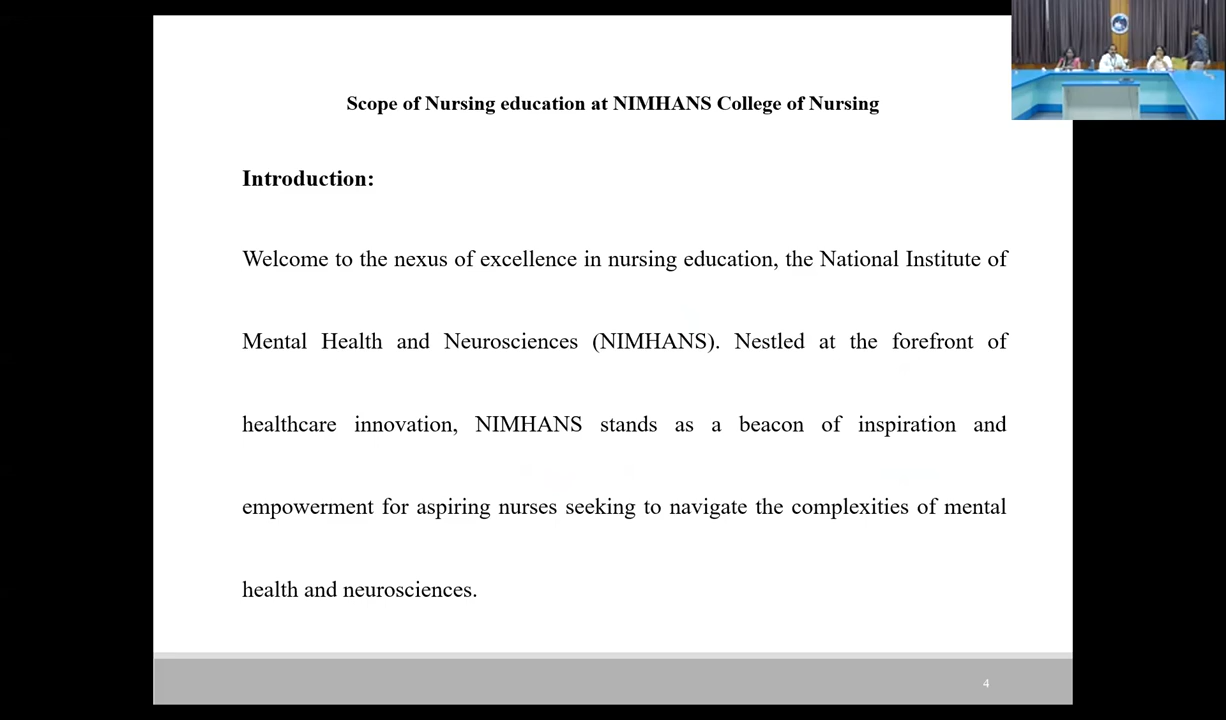 Scope of Nursing education at NIMHANS College of Nursing
Introduction:
Welcome to the nexus of excellence in nursing education, the National Institute of
Mental Health and Neurosciences (NIMHANS). Nestled at the forefront of
healthcare innovation, NIMHANS stands as a beacon of inspiration and
empowerment for aspiring nurses seeking to navigate the complexities of mental
health and neurosciences.
4